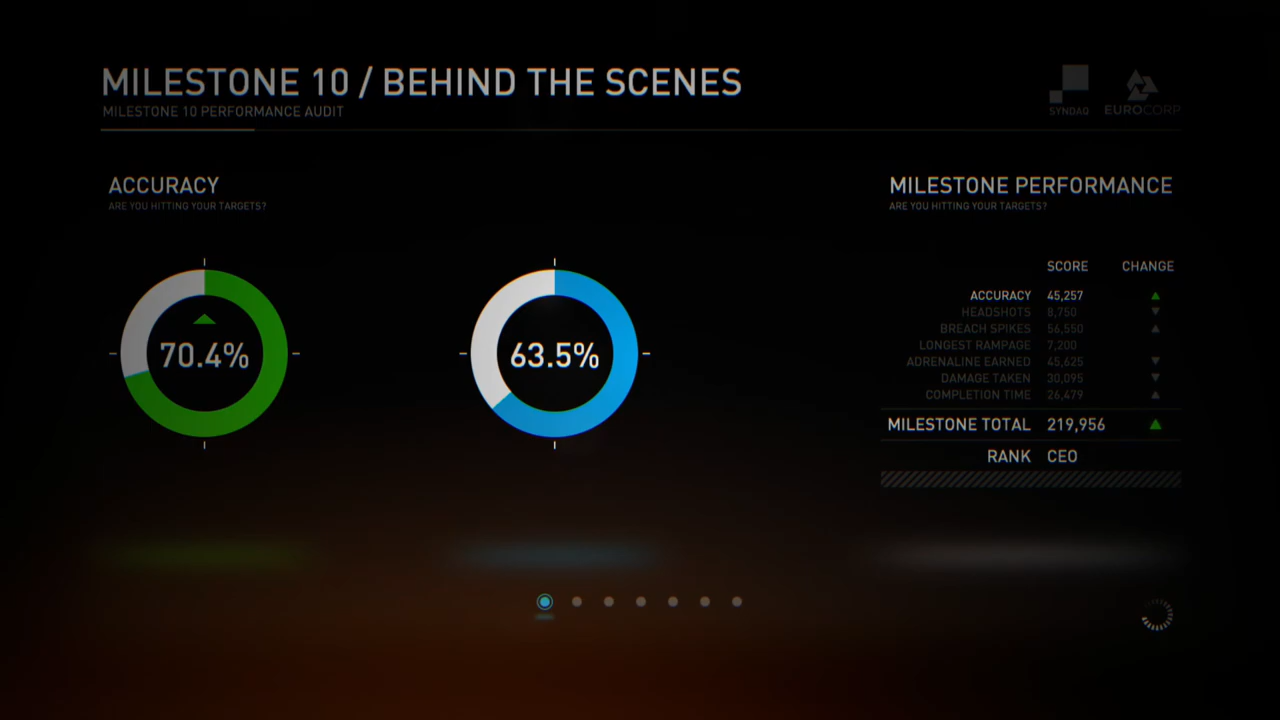 MILESTONE 10 / BEHIND THE SCENES
MILESTONE 10 PERFORMANCE AUDIT
SYNDAQ
EUROCORP
ACCURACY
ARE YOU HITTING YOUR TARGETS?
70.4%
63.5%
MILESTONE PERFORMANCE
ARE YOU HITTING YOUR TARGETS?
SCORE CHANGE
ACCURACY 45,257
HEADSHOTS 8,750
BREACH SPIKES 56,550
LONGEST RAMPAGE 7,200
ADRENALINE EARNED 45,625
DAMAGE TAKEN 30,095
COMPLETION TIME 26,479
MILESTONE TOTAL 219,956
RANK CEO